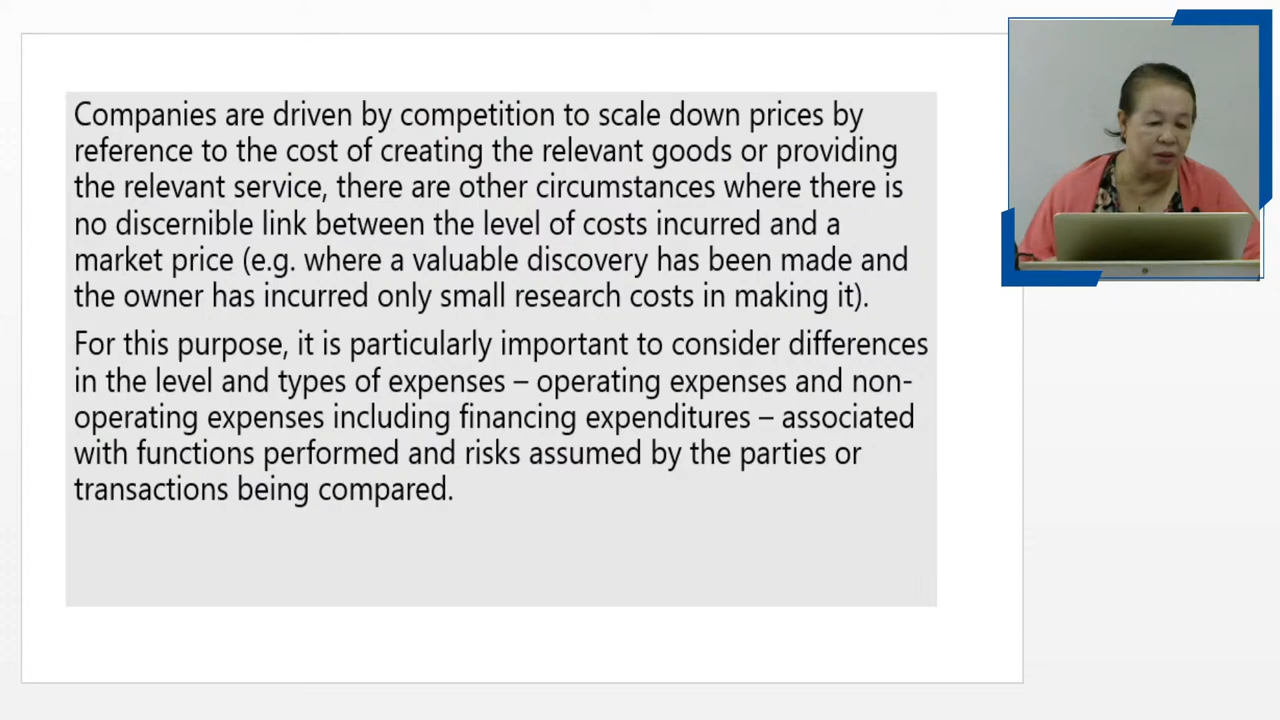 Companies are driven by competition to scale down prices by
reference to the cost of creating the relevant goods or providing
the relevant service, there are other circumstances where there is
no discernible link between the level of costs incurred and a
market price (e.g. where a valuable discovery has been made and
the owner has incurred only small research costs in making it).
For this purpose, it is particularly important to consider differences
in the level and types of expenses – operating expenses and non-
operating expenses including financing expenditures – associated
with functions performed and risks assumed by the parties or
transactions being compared.